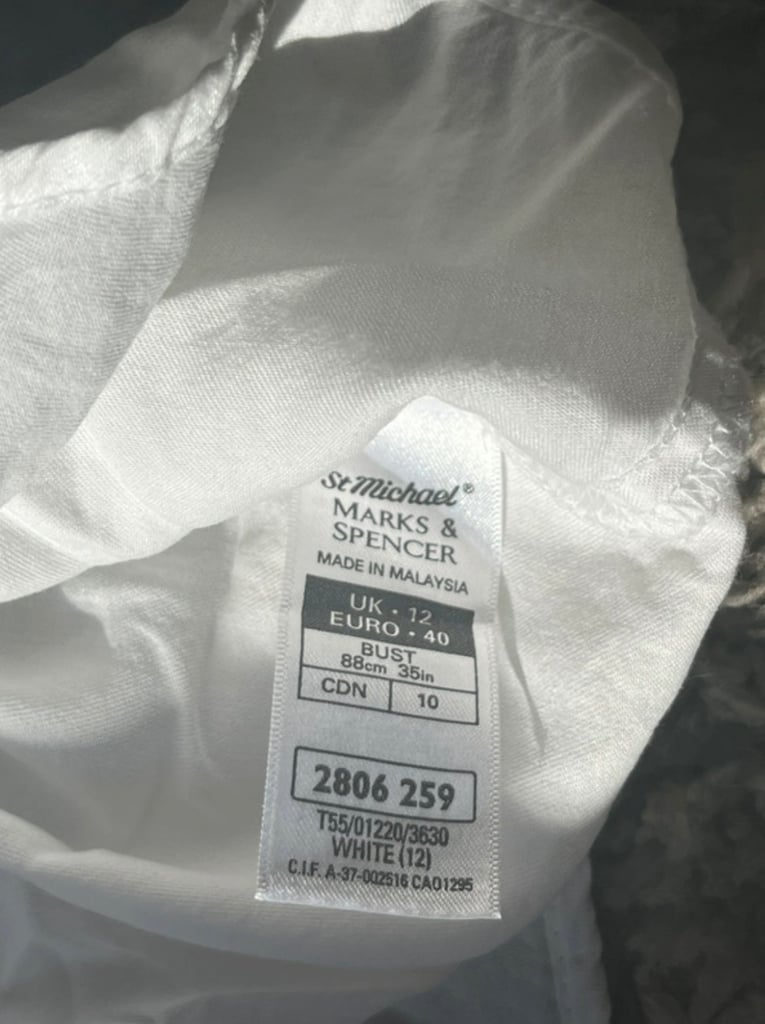 St Michael®
MARKS &
SPENCER
MADE IN MALAYSIA
UK • 12
EURO • 40
BUST
88cm 35in
CDN 10
2806 259
T55/01220/3630
WHITE (12)
C.I.F. A-37-002516 CA01295